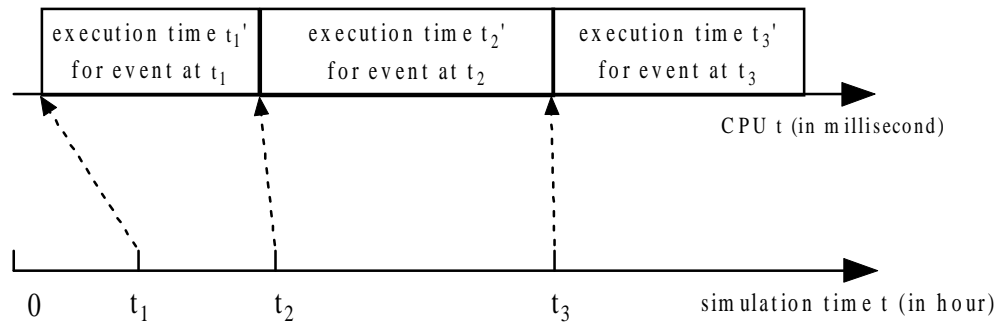 execution time t₁'
for event at t₁
execution time t₂'
for event at t₂
execution time t₃'
for event at t₃
CPU t (in millisecond)
0
t₁
t₂
t₃
simulation time t (in hour)